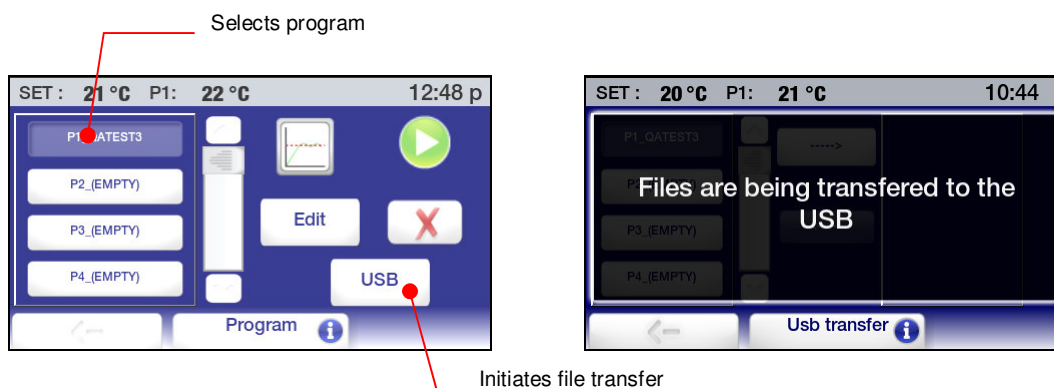 Selects program
SET : 21 °C P1: 22 °C 12:48 p
P1_QATEST3
P2_(EMPTY)
P3_(EMPTY)
P4_(EMPTY)
Edit
USB
Program
Initiates file transfer
SET : 20 °C P1: 21 °C 10:44
P1_QATEST3
----->
Files are being transfered to the
USB
P3_(EMPTY)
P4_(EMPTY)
Usb transfer